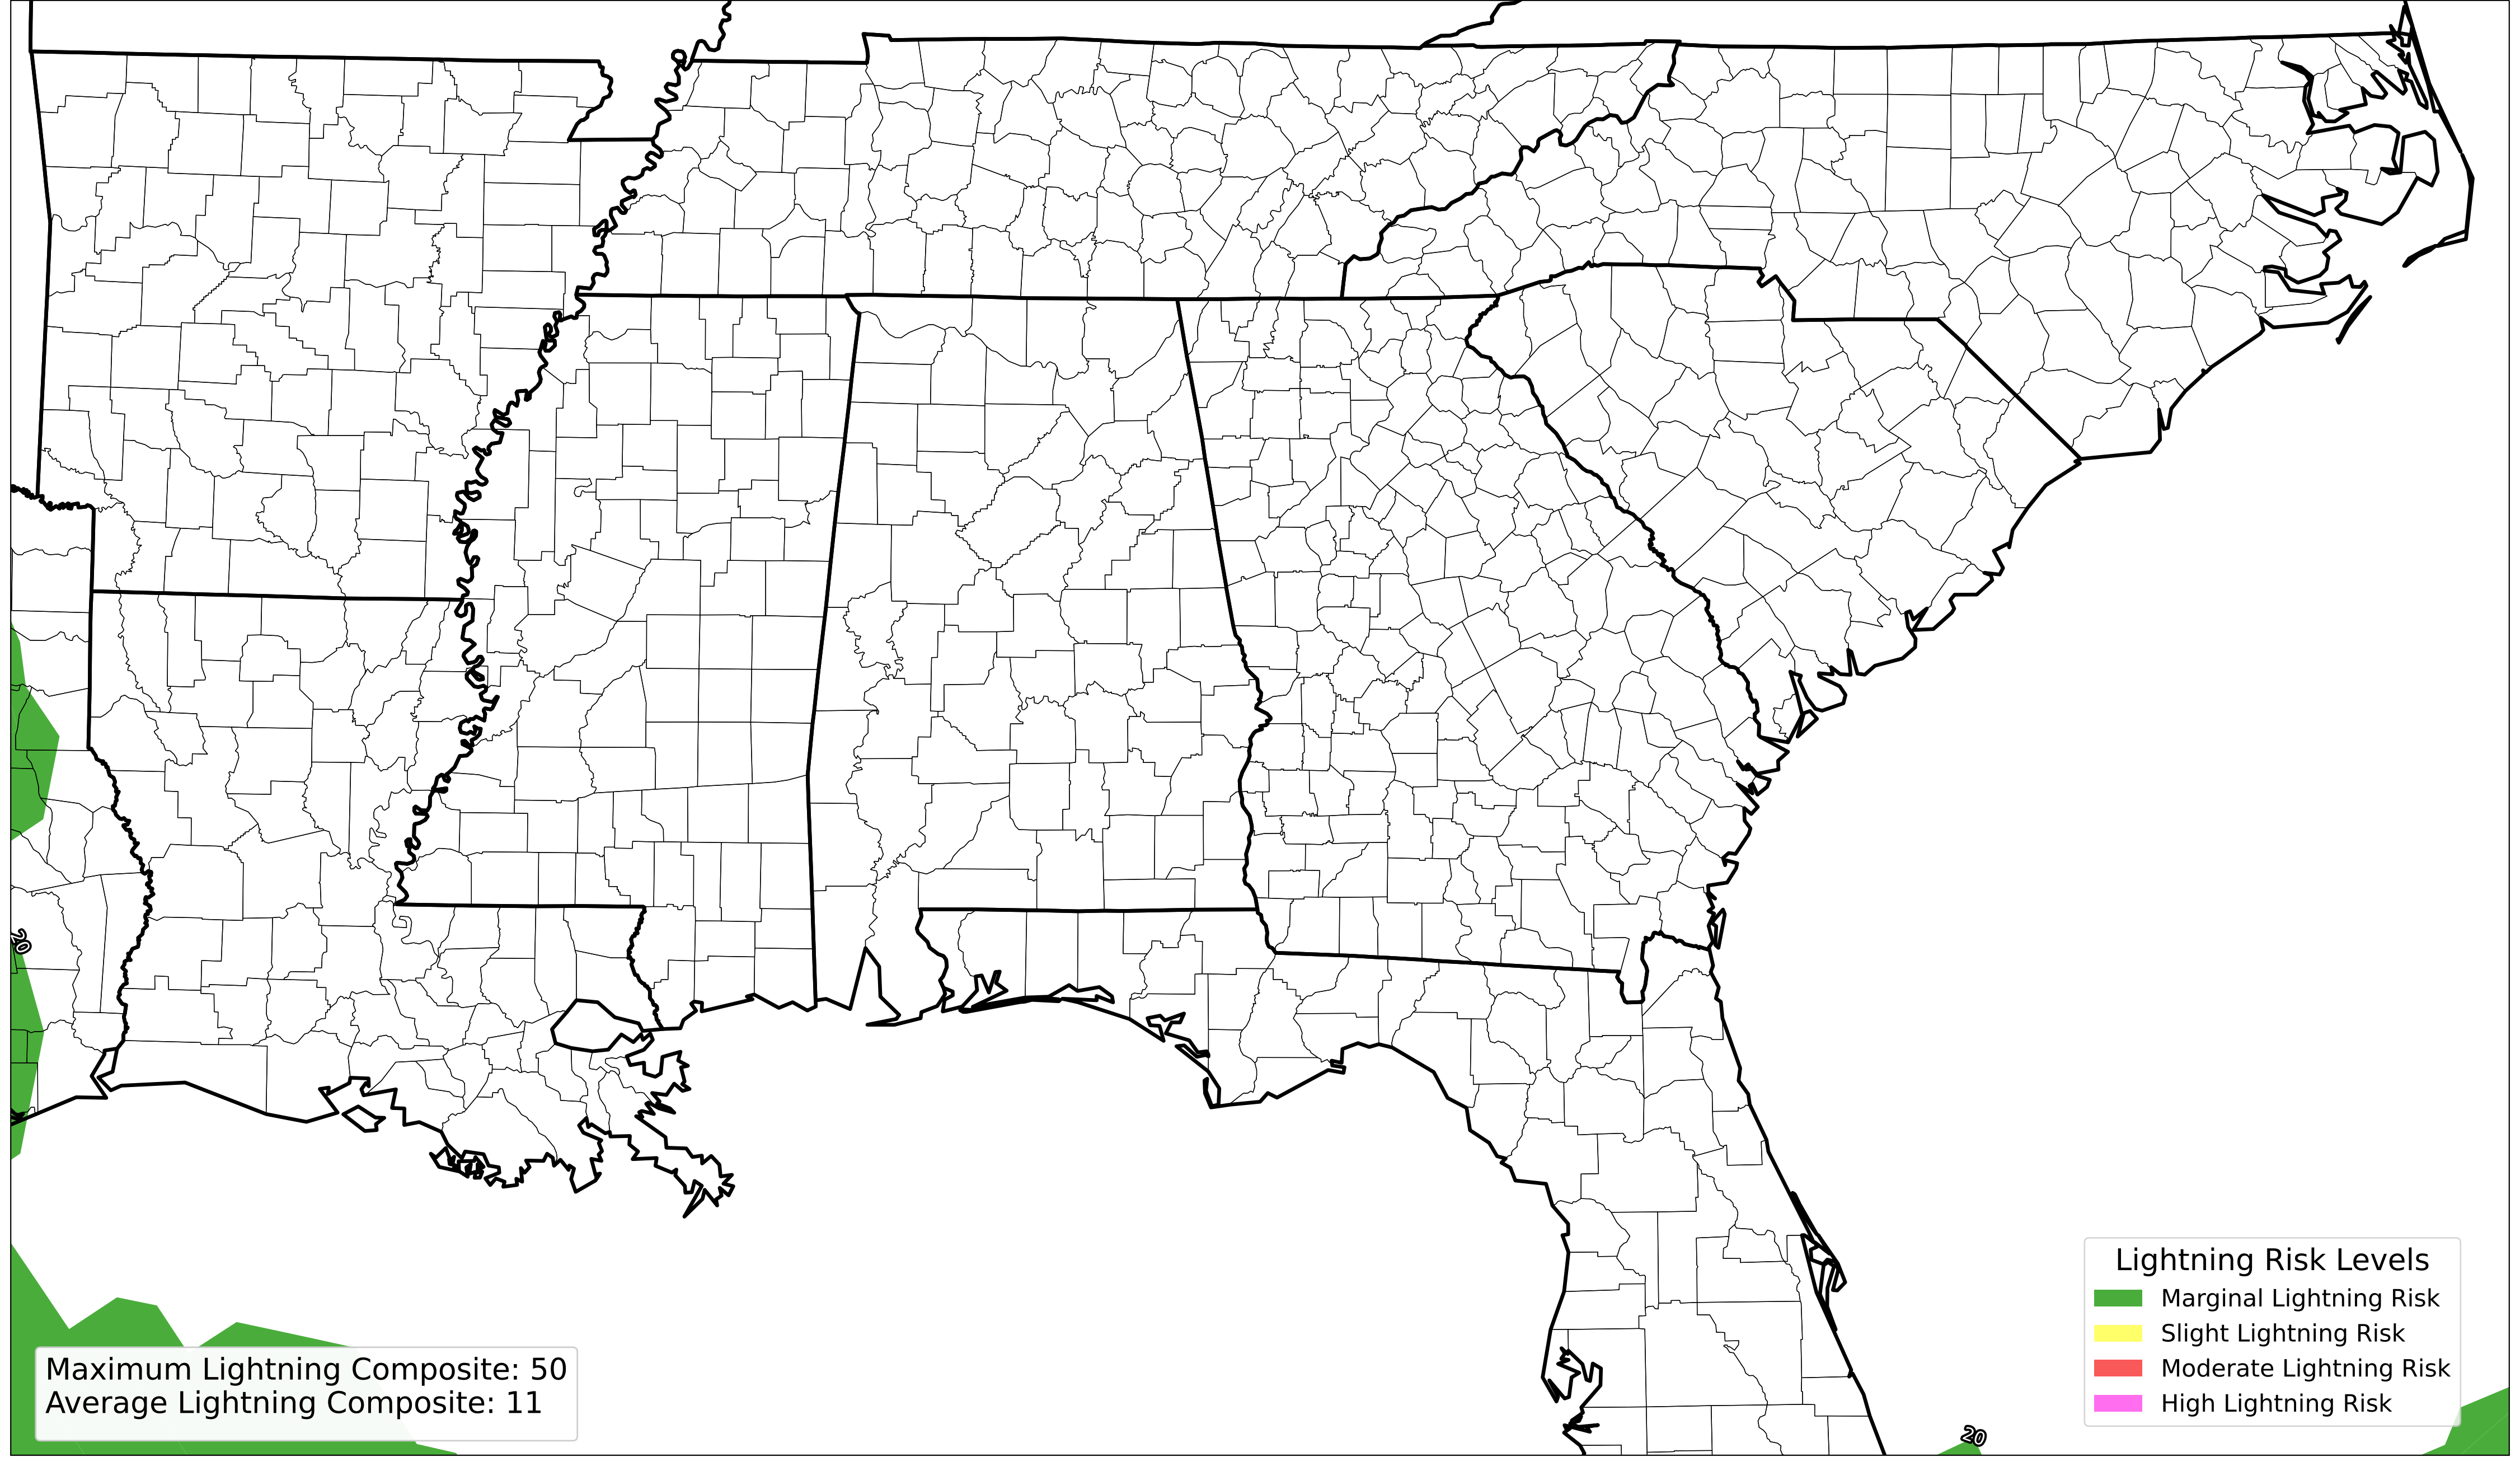 20
Lightning Risk Levels
Marginal Lightning Risk
Slight Lightning Risk
Moderate Lightning Risk
High Lightning Risk
Maximum Lightning Composite: 50
Average Lightning Composite: 11
20